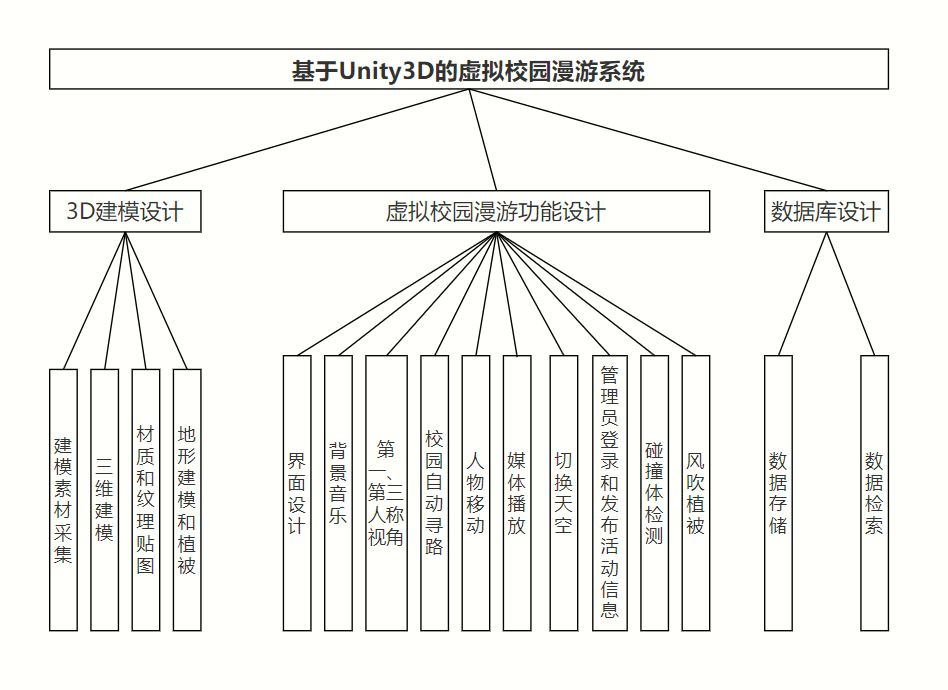 基于Unity3D的虚拟校园漫游系统
3D建模设计
虚拟校园漫游功能设计
数据库设计
建模素材采集
三维建模
材质和纹理贴图
地形建模和植被
界面设计
背景音乐
第
一、
第三
人称
视角
校园自动寻路
人物移动
媒体播放
切换天空
管理员登录和发布活动信息
碰撞体检测
风吹植被
数据存储
数据检索